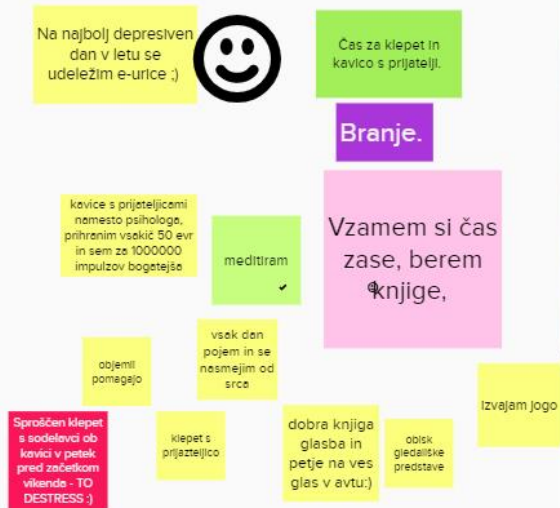 Na najbolj depresiven
dan v letu se
udeležim e-urice ;)
Čas za klepet in
kavico s prijatelji.
Branje.
kavice s prijateljicami
namesto psihologa,
prihranim vsakič 50 evr
in sem za 1000000
impulzov bogatejša
meditiram
Vzamem si čas
zase, berem
knjige,
objemi!
pomagajo
vsak dan
pojem in se
nasmejim od
srca
Izvajam jogo
Sproščen klepet
s sodelavci ob
kavici v petek
pred začetkom
vikenda - TO
DESTRESS :)
klepet s
prijazteljico
dobra knjiga
glasba in
petje na ves
glas v avtu:)
obisk
gledališke
predstave